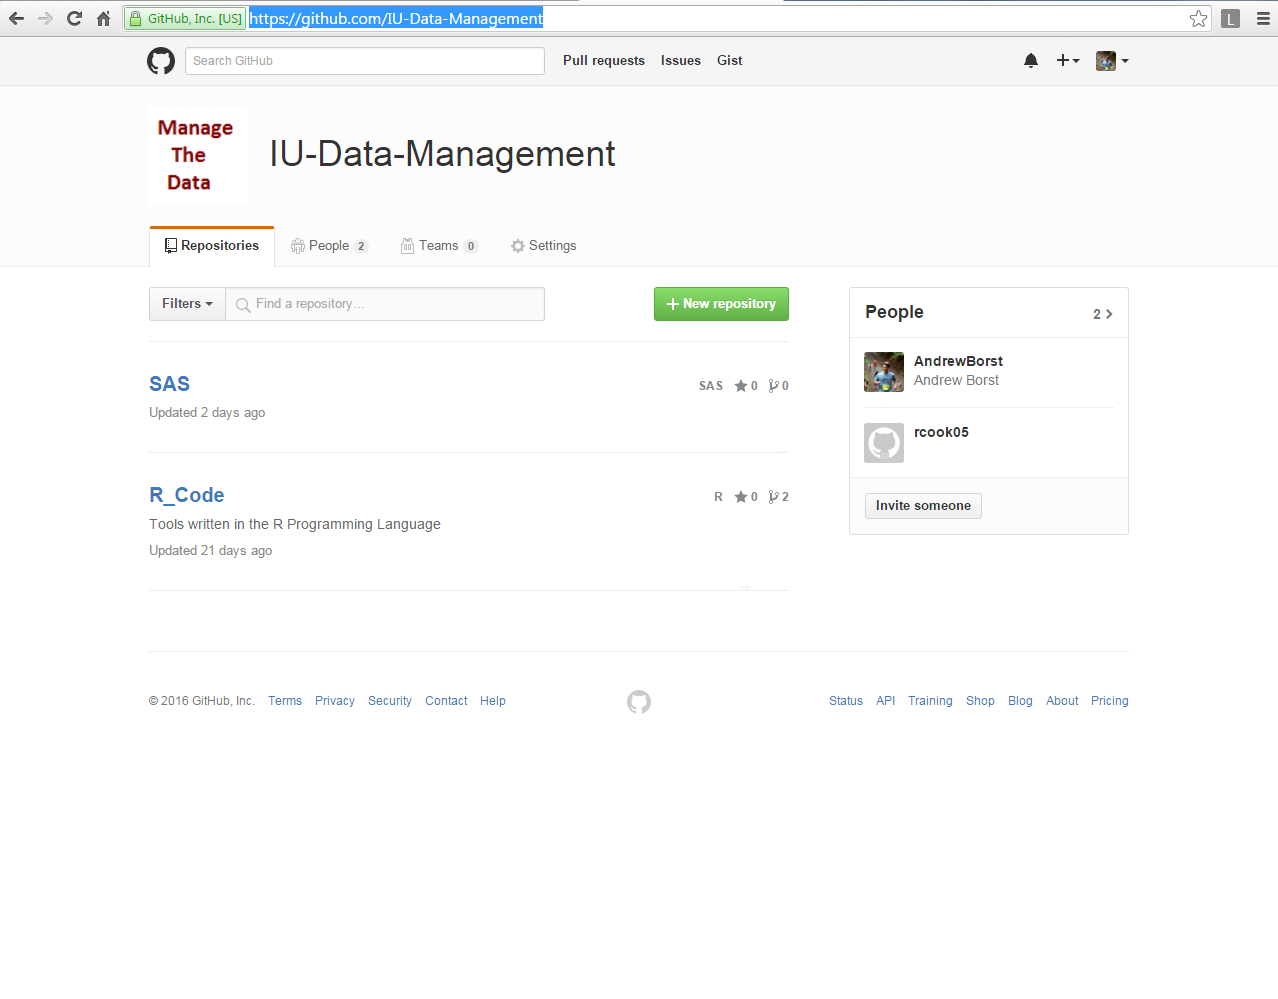 GitHub, Inc. [US] https://github.com/IU-Data-Management L
Search GitHub Pull requests Issues Gist
Manage
The
Data
IU-Data-Management
Repositories People 2 Teams 0 Settings
Filters Find a repository… New repository
SAS SAS 0 0
Updated 2 days ago
R_Code R 0 2
Tools written in the R Programming Language
Updated 21 days ago
People 2
AndrewBorst
Andrew Borst
rcook05
Invite someone
© 2016 GitHub, Inc. Terms Privacy Security Contact Help Status API Training Shop Blog About Pricing